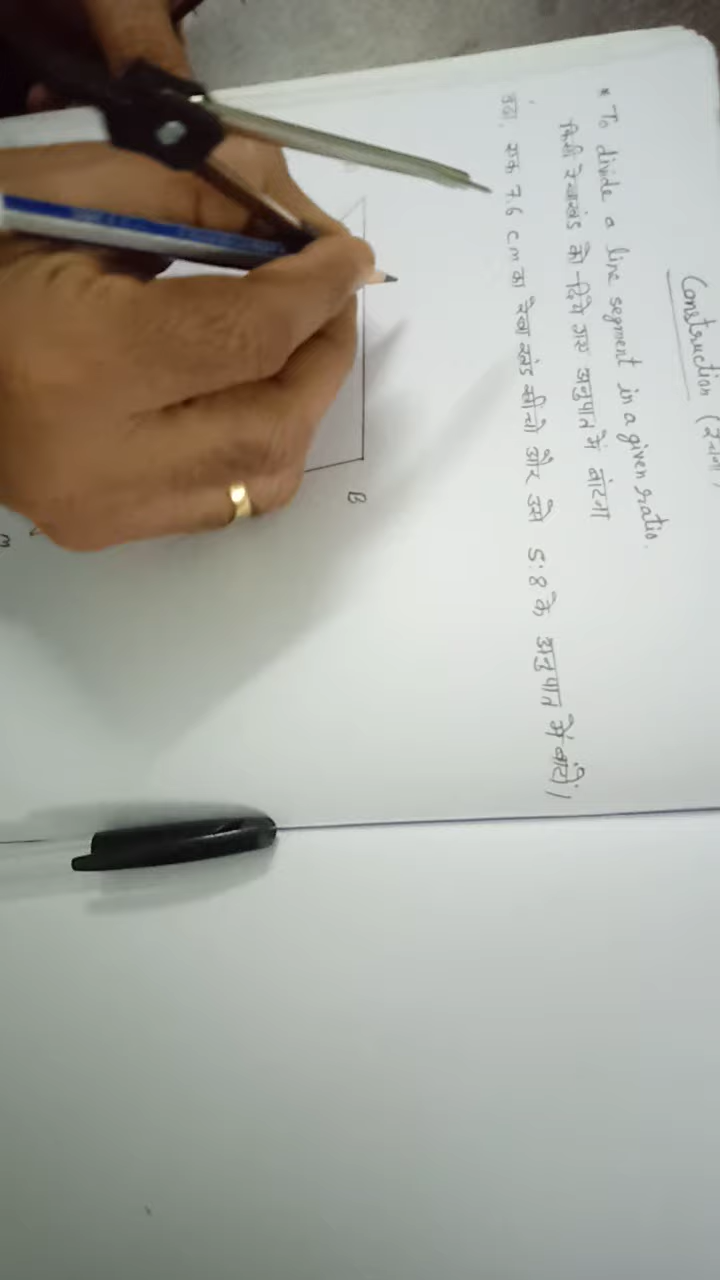 Construction (रचना)
* To divide a line segment in a given ratio.
किसी रेखाखंड को दिये गए अनुपात में बांटना
उदा. एक 7.6 cm का रेखा खंड खींचो और उसे 5:8 के अनुपात में बांटों।
B
m